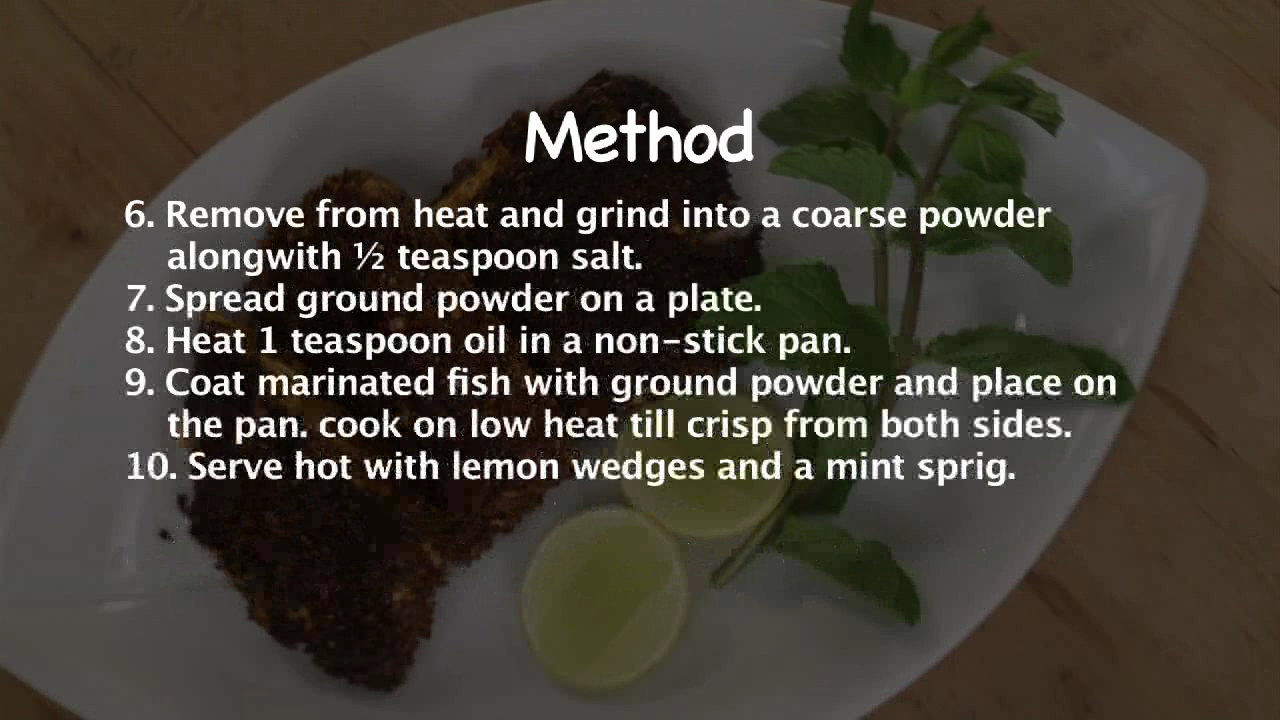 Method
6. Remove from heat and grind into a coarse powder
alongwith ½ teaspoon salt.
7. Spread ground powder on a plate.
8. Heat 1 teaspoon oil in a non-stick pan.
9. Coat marinated fish with ground powder and place on
the pan. cook on low heat till crisp from both sides.
10. Serve hot with lemon wedges and a mint sprig.